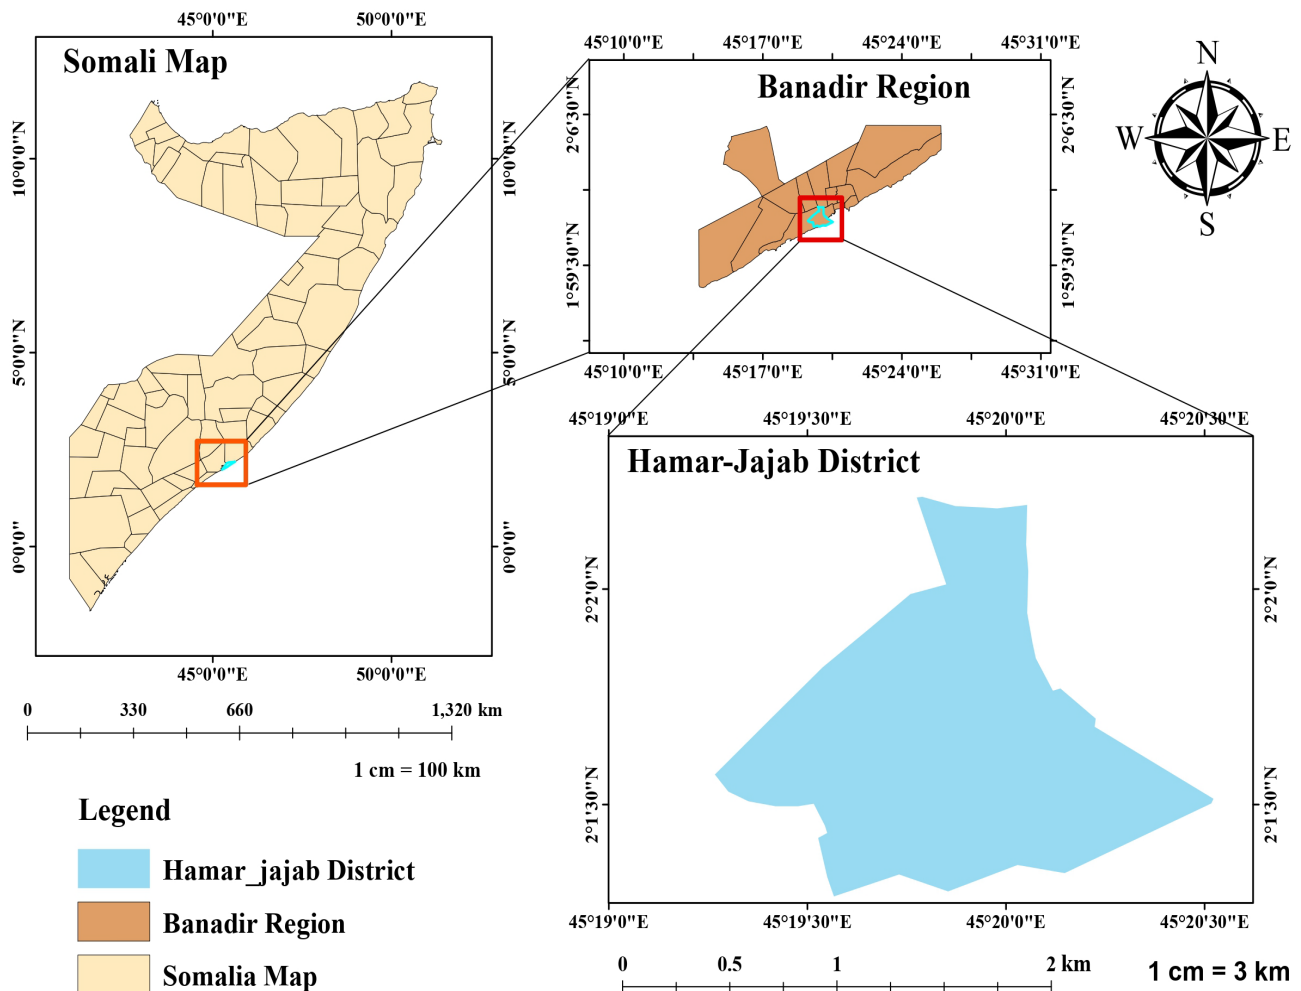 45°0'0"E 50°0'0"E
Somali Map
10°0'0"N 10°0'0"N
5°0'0"N 5°0'0"N
0°0'0" 0°0'0"
45°0'0"E 50°0'0"E
0 330 660 1,320 km
1 cm = 100 km
Legend
Hamar_jajab District
Banadir Region
Somalia Map
45°10'0"E 45°17'0"E 45°24'0"E 45°31'0"E
Banadir Region
2°6'30"N 2°6'30"N
1°59'30"N 1°59'30"N
45°10'0"E 45°17'0"E 45°24'0"E 45°31'0"E
N
W E
S
45°19'0"E 45°19'30"E 45°20'0"E 45°20'30"E
Hamar-Jajab District
2°2'0"N 2°2'0"N
2°1'30"N 2°1'30"N
45°19'0"E 45°19'30"E 45°20'0"E 45°20'30"E
0 0.5 1 2 km
1 cm = 3 km